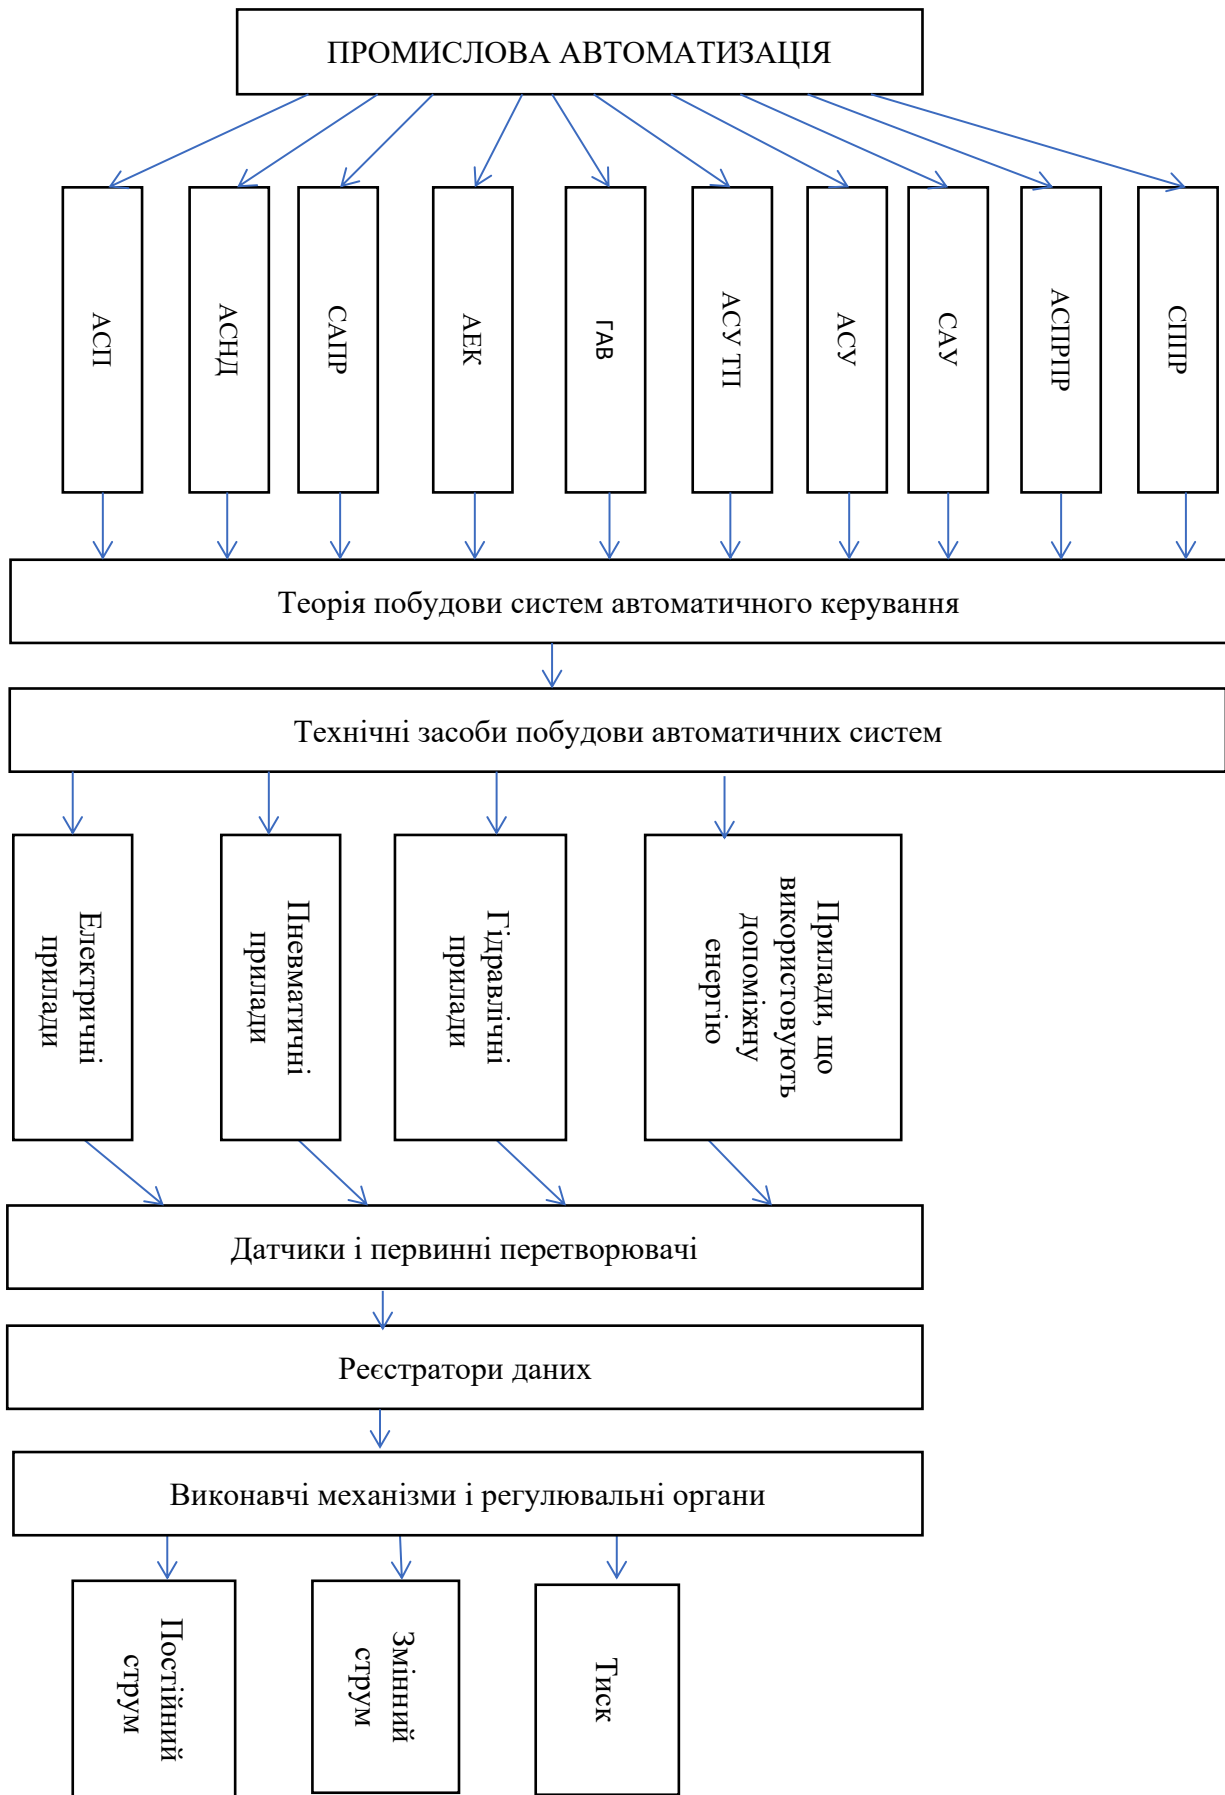 ПРОМИСЛОВА АВТОМАТИЗАЦІЯ
АСП
АСНД
САПР
АЕК
ГАВ
АСУ ТП
АСУ
САУ
АСПРПР
СППР
Теорія побудови систем автоматичного керування
Технічні засоби побудови автоматичних систем
Електричні
прилади
Пневматичні
прилади
Гідравлічні
прилади
Прилади, що
використовують
допоміжну
енергію
Датчики і первинні перетворювачі
Реєстратори даних
Виконавчі механізми і регулювальні органи
Постійний
струм
Змінний
струм
Тиск